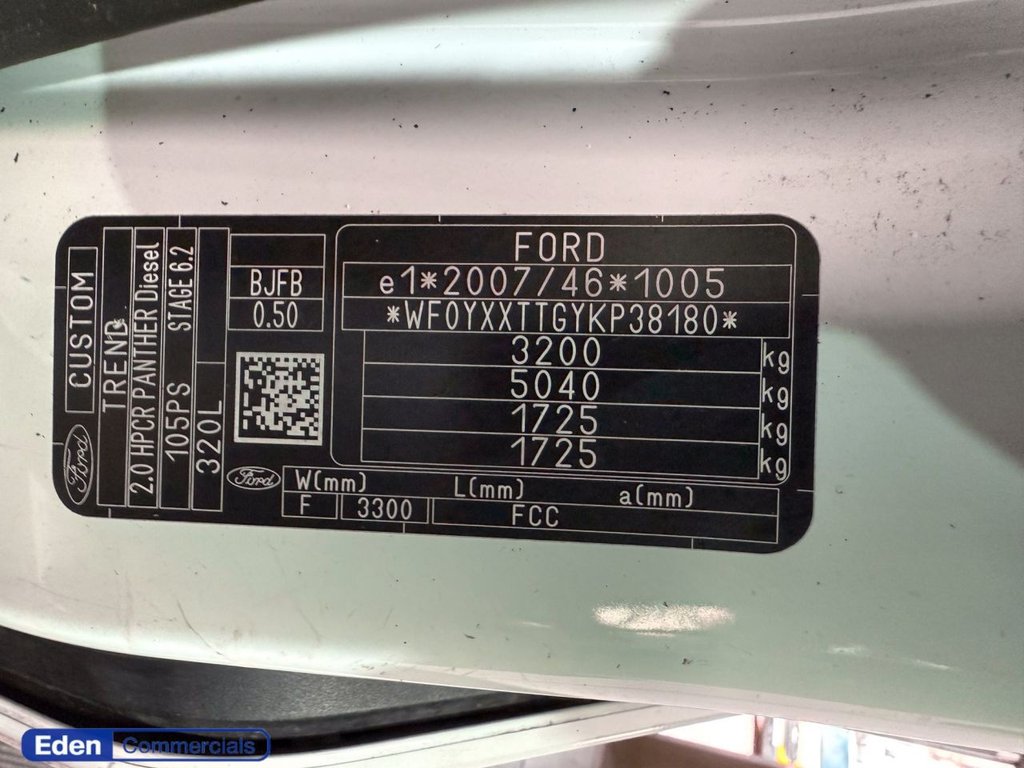 CUSTOM
TREND
2.0 HPCR PANTHER Diesel
105PS STAGE 6.2
320L
Ford
BJFB
0.50
Ford
FORD
e1*2007/46*1005
*WF0YXXTTGYKP38180*
3200 kg
5040 kg
1725 kg
1725 kg
W(mm) L(mm) a(mm)
F 3300 FCC
Eden Commercials